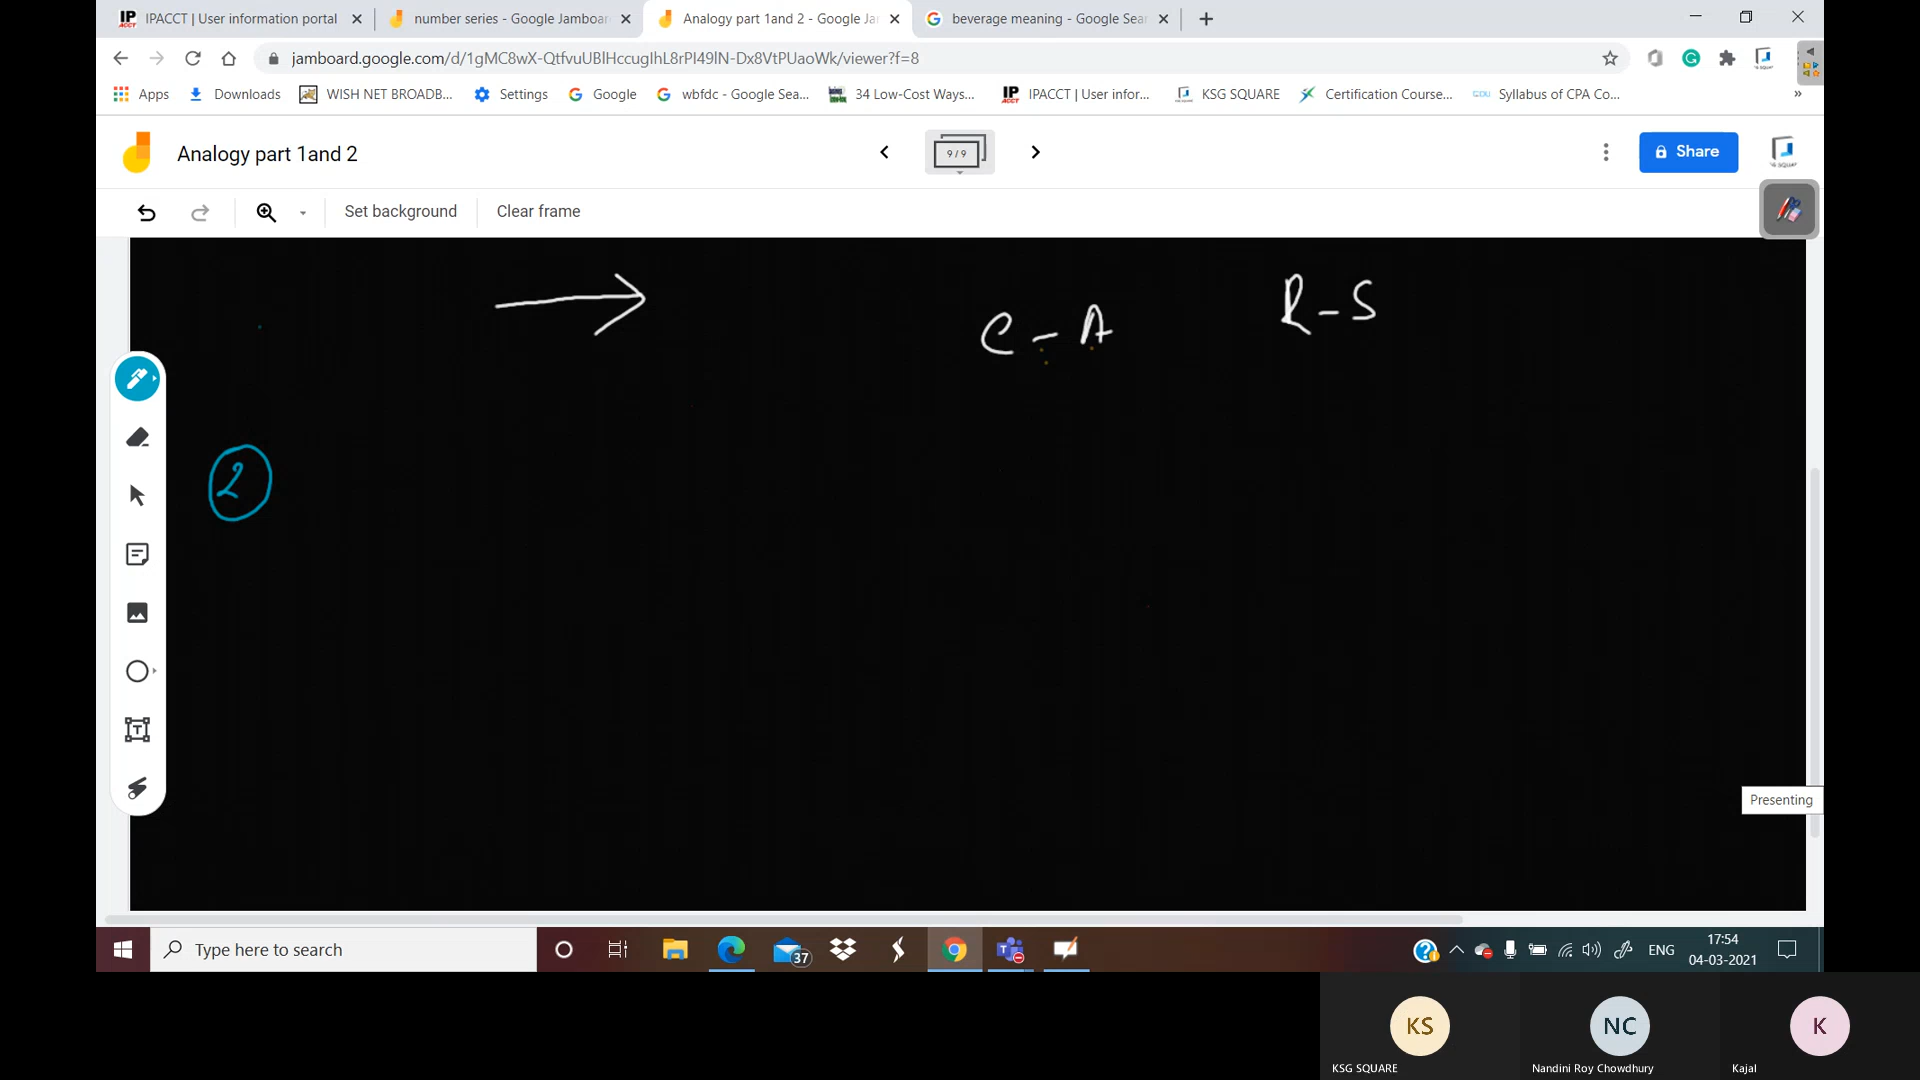 IPACCT | User information portal
number series - Google Jamboar
Analogy part 1and 2 - Google Ja
beverage meaning - Google Sear
jamboard.google.com/d/1gMC8wX-QtfvuUBlHccugIhL8rPI49lN-Dx8VtPUaoWk/viewer?f=8
Apps
Downloads
WISH NET BROADB...
Settings
Google
wbfdc - Google Sea...
34 Low-Cost Ways...
IPACCT | User infor...
KSG SQUARE
Certification Course...
Syllabus of CPA Co...
»
Analogy part 1and 2
9 / 9
Share
Set background
Clear frame
C - A
R - S
2
Presenting
Type here to search
37
ENG
17:54
04-03-2021
KS
NC
K
KSG SQUARE
Nandini Roy Chowdhury
Kajal